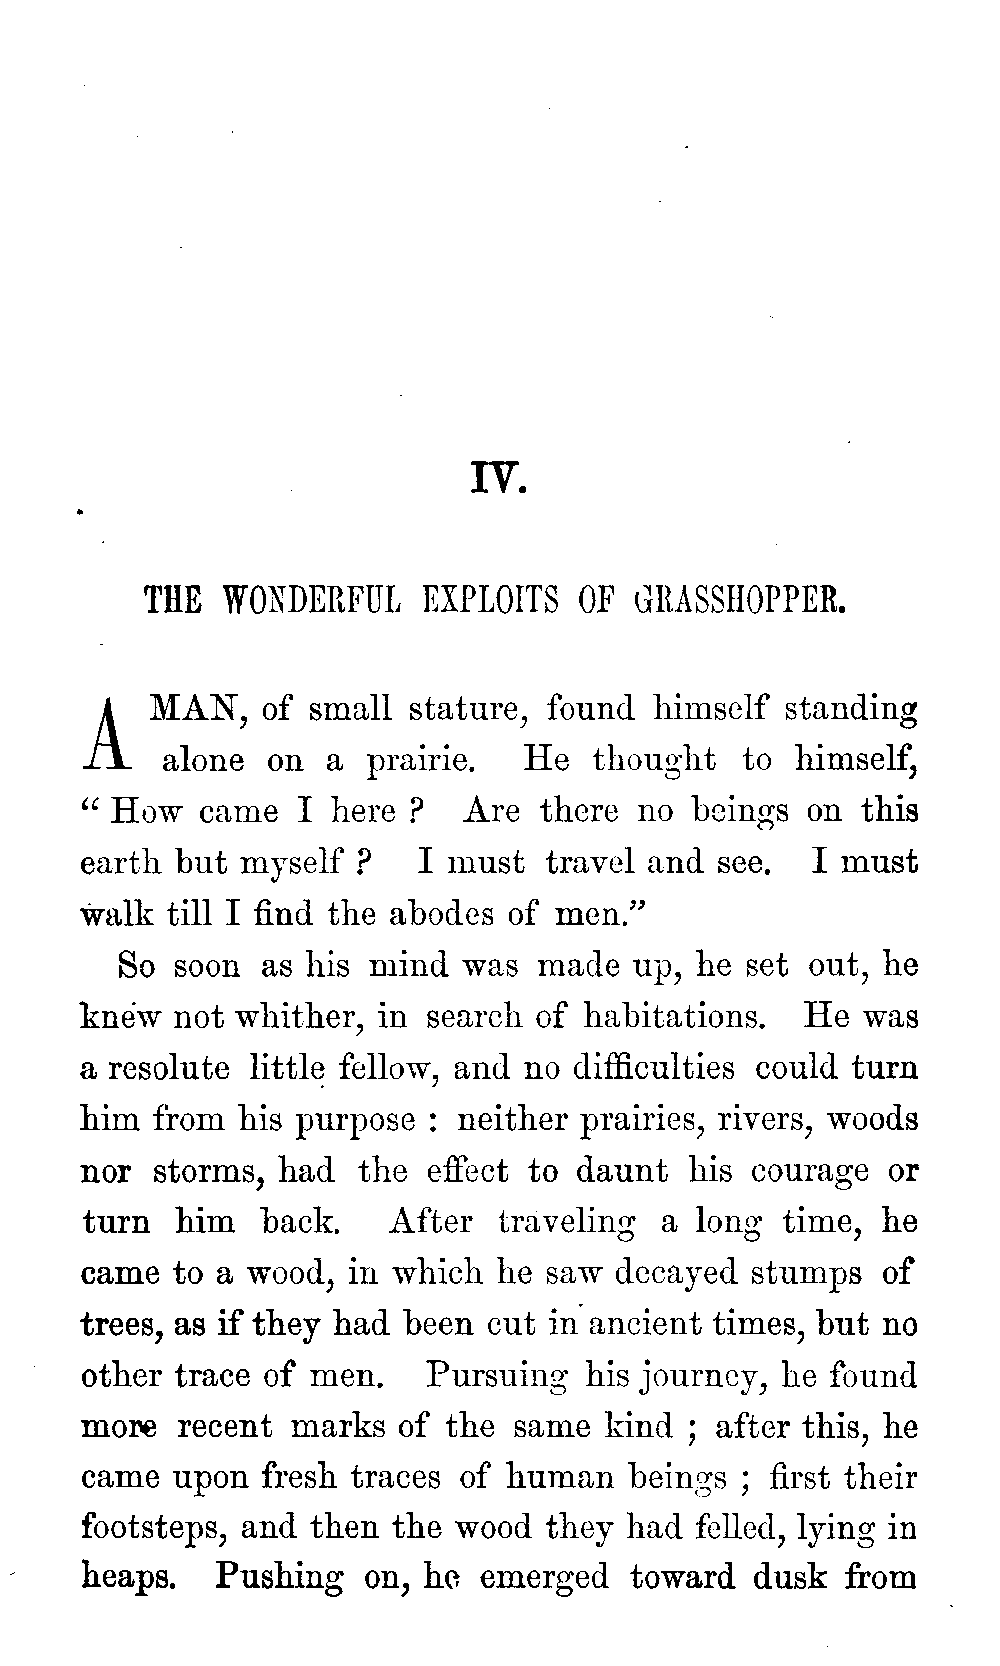 IV.
THE WONDERFUL EXPLOITS OF GRASSHOPPER.
A MAN, of small stature, found himself standing
alone on a prairie. He thought to himself,
“ How came I here ? Are there no beings on this
earth but myself ? I must travel and see. I must
walk till I find the abodes of men.”
So soon as his mind was made up, he set out, he
knew not whither, in search of habitations. He was
a resolute little fellow, and no difficulties could turn
him from his purpose : neither prairies, rivers, woods
nor storms, had the effect to daunt his courage or
turn him back. After traveling a long time, he
came to a wood, in which he saw decayed stumps of
trees, as if they had been cut in ancient times, but no
other trace of men. Pursuing his journey, he found
more recent marks of the same kind ; after this, he
came upon fresh traces of human beings ; first their
footsteps, and then the wood they had felled, lying in
heaps. Pushing on, he emerged toward dusk from